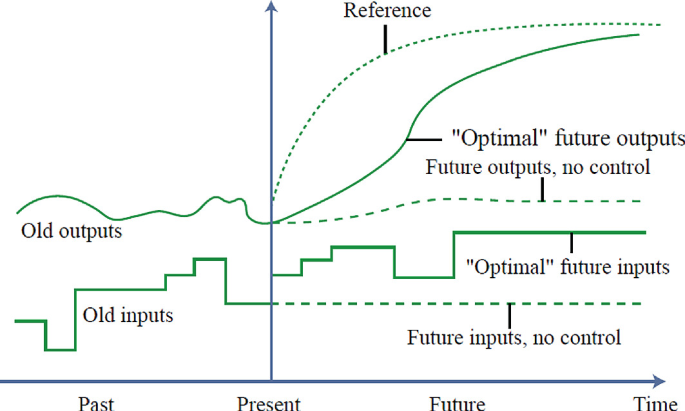 Reference
"Optimal" future outputs
Future outputs, no control
Old outputs
"Optimal" future inputs
Old inputs
Future inputs, no control
Past
Present
Future
Time